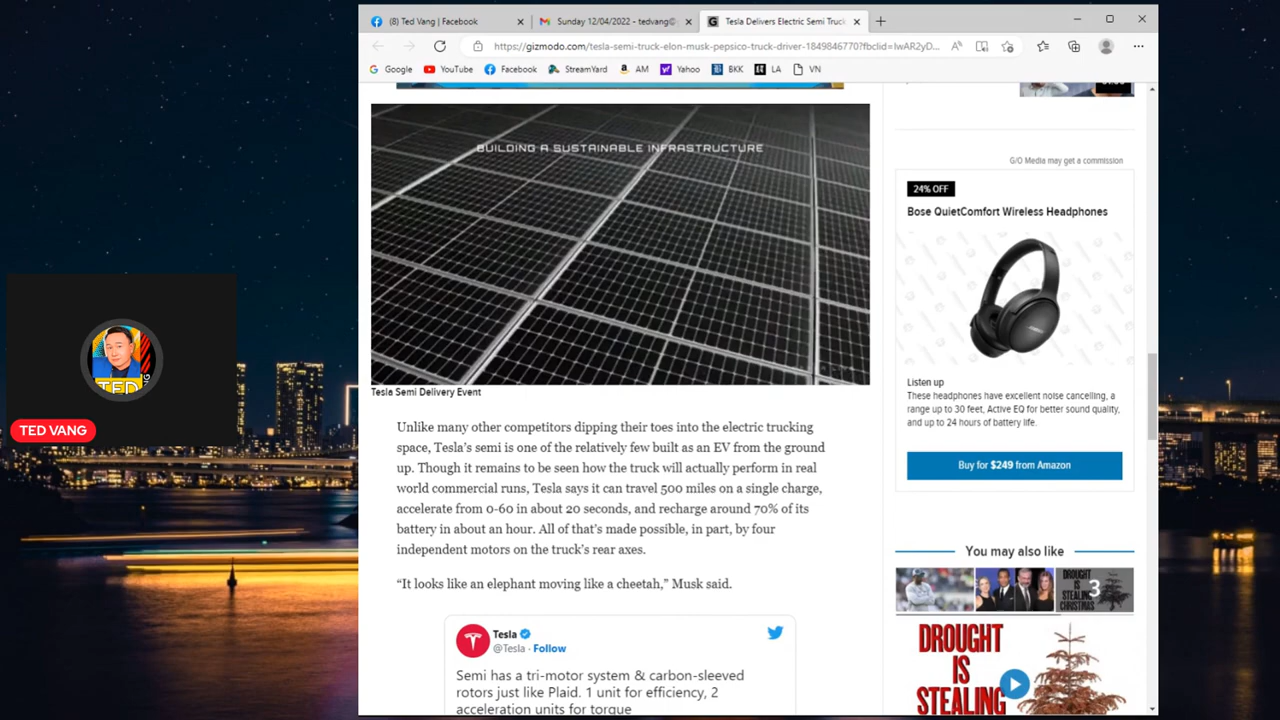 (8) Ted Vang | Facebook
Sunday 12/04/2022 - tedvang@
Tesla Delivers Electric Semi Truck
https://gizmodo.com/tesla-semi-truck-elon-musk-pepsico-truck-driver-1849846770?fbclid=IwAR2yD...
Google
YouTube
Facebook
StreamYard
AM
Yahoo
BKK
LA
VN
BUILDING A SUSTAINABLE INFRASTRUCTURE
Tesla Semi Delivery Event
Unlike many other competitors dipping their toes into the electric trucking
space, Tesla's semi is one of the relatively few built as an EV from the ground
up. Though it remains to be seen how the truck will actually perform in real
world commercial runs, Tesla says it can travel 500 miles on a single charge,
accelerate from 0-60 in about 20 seconds, and recharge around 70% of its
battery in about an hour. All of that's made possible, in part, by four
independent motors on the truck's rear axes.
“It looks like an elephant moving like a cheetah,” Musk said.
Tesla
@Tesla · Follow
Semi has a tri-motor system & carbon-sleeved
rotors just like Plaid. 1 unit for efficiency, 2
acceleration units for torque
G/O Media may get a commission
24% OFF
Bose QuietComfort Wireless Headphones
BOSE
Listen up
These headphones have excellent noise cancelling, a
range up to 30 feet, Active EQ for better sound quality,
and up to 24 hours of battery life.
Buy for $249 from Amazon
You may also like
DROUGHT
IS
STEALING
CHRISTMAS
3
DROUGHT
IS
STEALING
TED
TED VANG